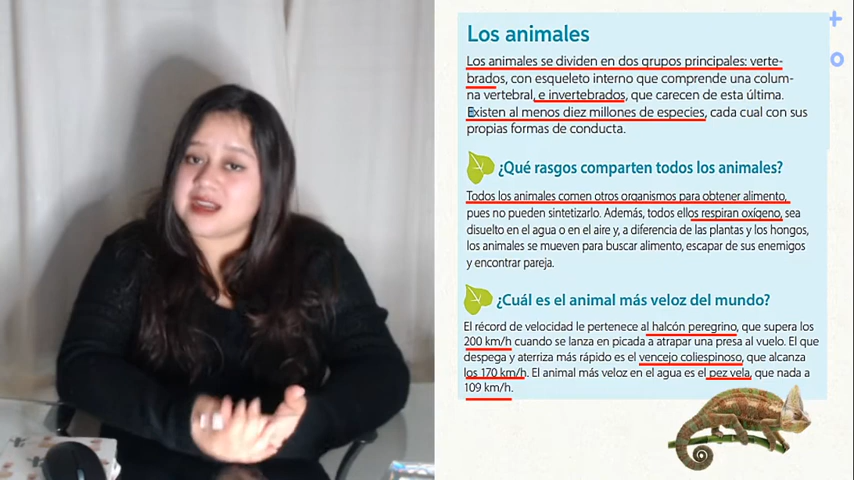 Los animales
Los animales se dividen en dos grupos principales: verte-
brados, con esqueleto interno que comprende una colum-
na vertebral, e invertebrados, que carecen de esta última.
Existen al menos diez millones de especies, cada cual con sus
propias formas de conducta.
¿Qué rasgos comparten todos los animales?
Todos los animales comen otros organismos para obtener alimento,
pues no pueden sintetizarlo. Además, todos ellos respiran oxígeno, sea
disuelto en el agua o en el aire y, a diferencia de las plantas y los hongos,
los animales se mueven para buscar alimento, escapar de sus enemigos
y encontrar pareja.
¿Cuál es el animal más veloz del mundo?
El récord de velocidad le pertenece al halcón peregrino, que supera los
200 km/h cuando se lanza en picada a atrapar una presa al vuelo. El que
despega y aterriza más rápido es el vencejo coliespinoso, que alcanza
los 170 km/h. El animal más veloz en el agua es el pez vela, que nada a
109 km/h.